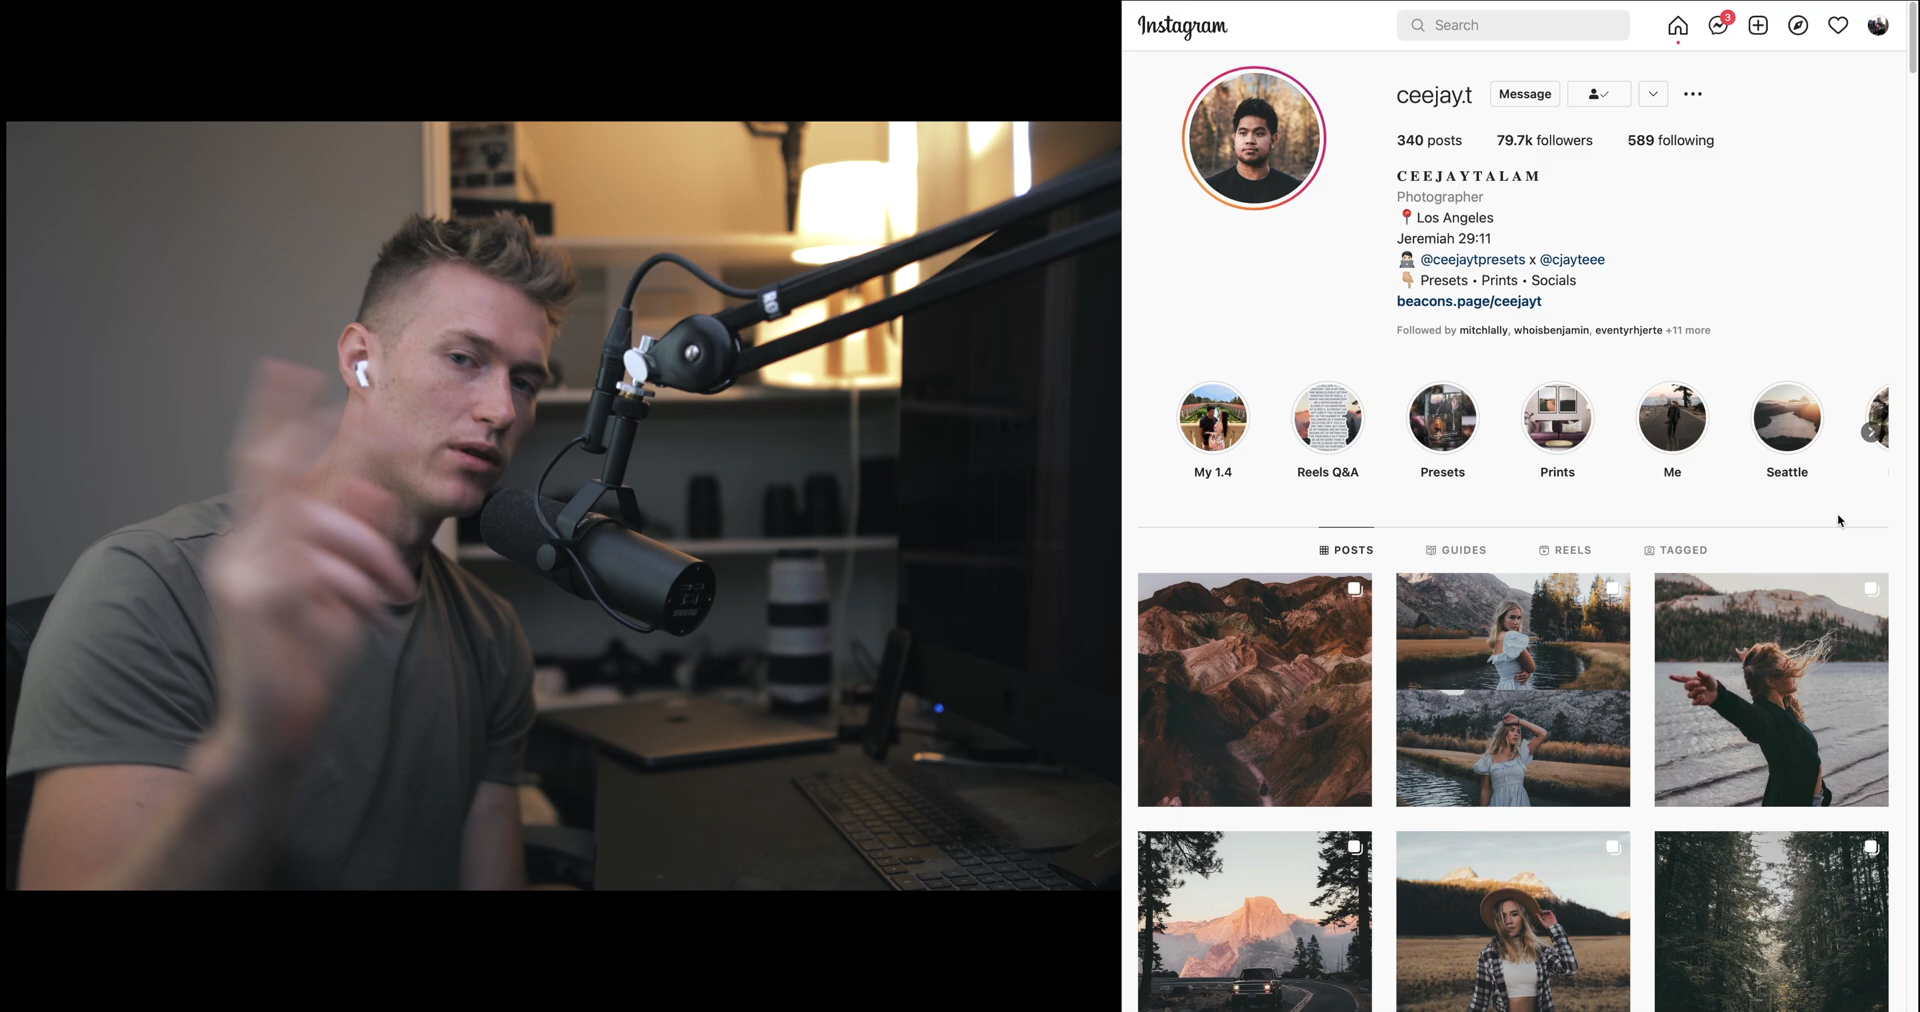 Instagram
Search
3
ceejay.t
Message
340 posts
79.7k followers
589 following
C E E J A Y T A L A M
Photographer
📍 Los Angeles
Jeremiah 29:11
👨🏻‍💻 @ceejaytpresets x @cjayteee
👇🏼 Presets • Prints • Socials
beacons.page/ceejayt
Followed by mitchlally, whoisbenjamin, eventyrhjerte +11 more
My 1.4
Reels Q&A
Presets
Prints
Me
Seattle
POSTS
GUIDES
REELS
TAGGED
SHURE